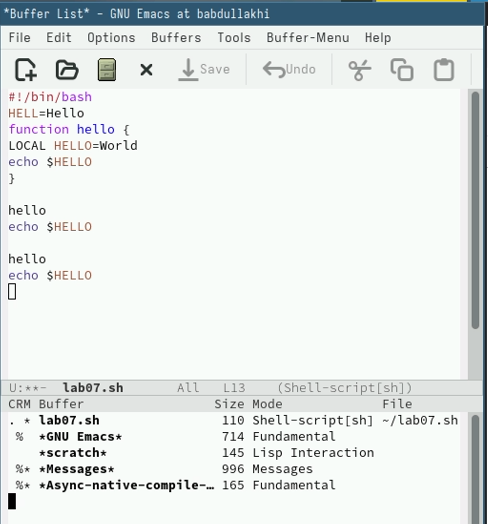 *Buffer List* – GNU Emacs at babdullakhi
File Edit Options Buffers Tools Buffer-Menu Help
Save Undo
#!/bin/bash
HELL=Hello
function hello {
LOCAL HELLO=World
echo $HELLO
}
hello
echo $HELLO
hello
echo $HELLO
U:**- lab07.sh All L13 (Shell-script[sh])
CRM Buffer Size Mode File
. * lab07.sh 110 Shell-script[sh] ~/lab07.sh
% *GNU Emacs* 714 Fundamental
*scratch* 145 Lisp Interaction
%* *Messages* 996 Messages
%* *Async-native-compile-… 165 Fundamental